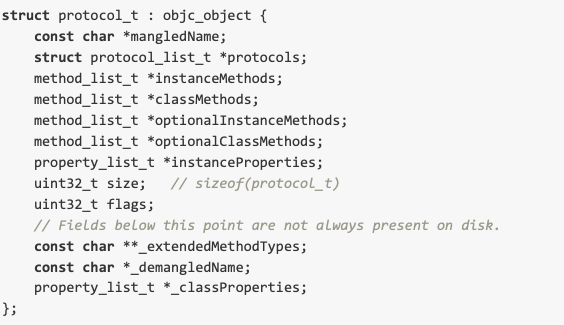 struct protocol_t : objc_object {
    const char *mangledName;
    struct protocol_list_t *protocols;
    method_list_t *instanceMethods;
    method_list_t *classMethods;
    method_list_t *optionalInstanceMethods;
    method_list_t *optionalClassMethods;
    property_list_t *instanceProperties;
    uint32_t size;   // sizeof(protocol_t)
    uint32_t flags;
    // Fields below this point are not always present on disk.
    const char **_extendedMethodTypes;
    const char *_demangledName;
    property_list_t *_classProperties;
};